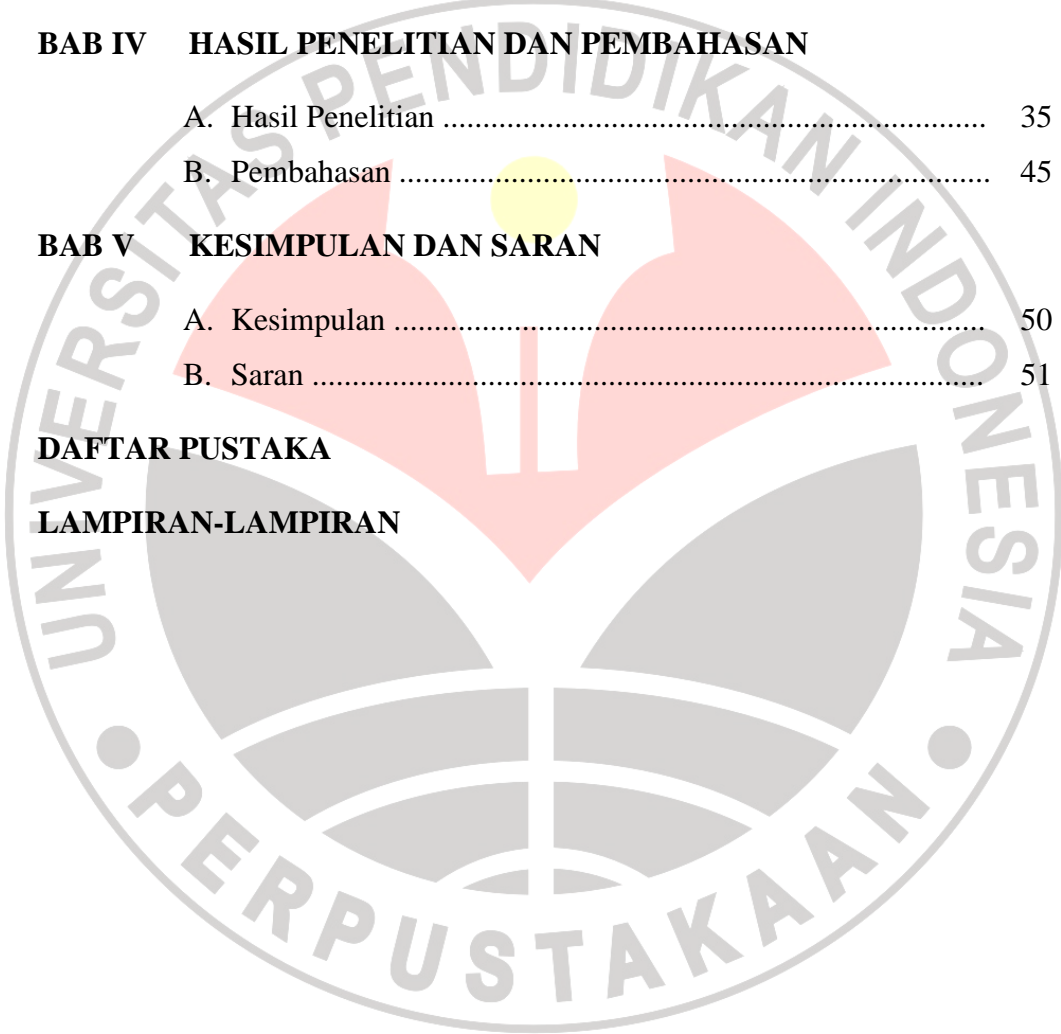 BAB IV HASIL PENELITIAN DAN PEMBAHASAN
A. Hasil Penelitian ..................................................................... 35
B. Pembahasan .......................................................................... 45
BAB V KESIMPULAN DAN SARAN
A. Kesimpulan .......................................................................... 50
B. Saran .................................................................................... 51
DAFTAR PUSTAKA
LAMPIRAN-LAMPIRAN
UNIVERSITAS PENDIDIKAN INDONESIA
PERPUSTAKAAN